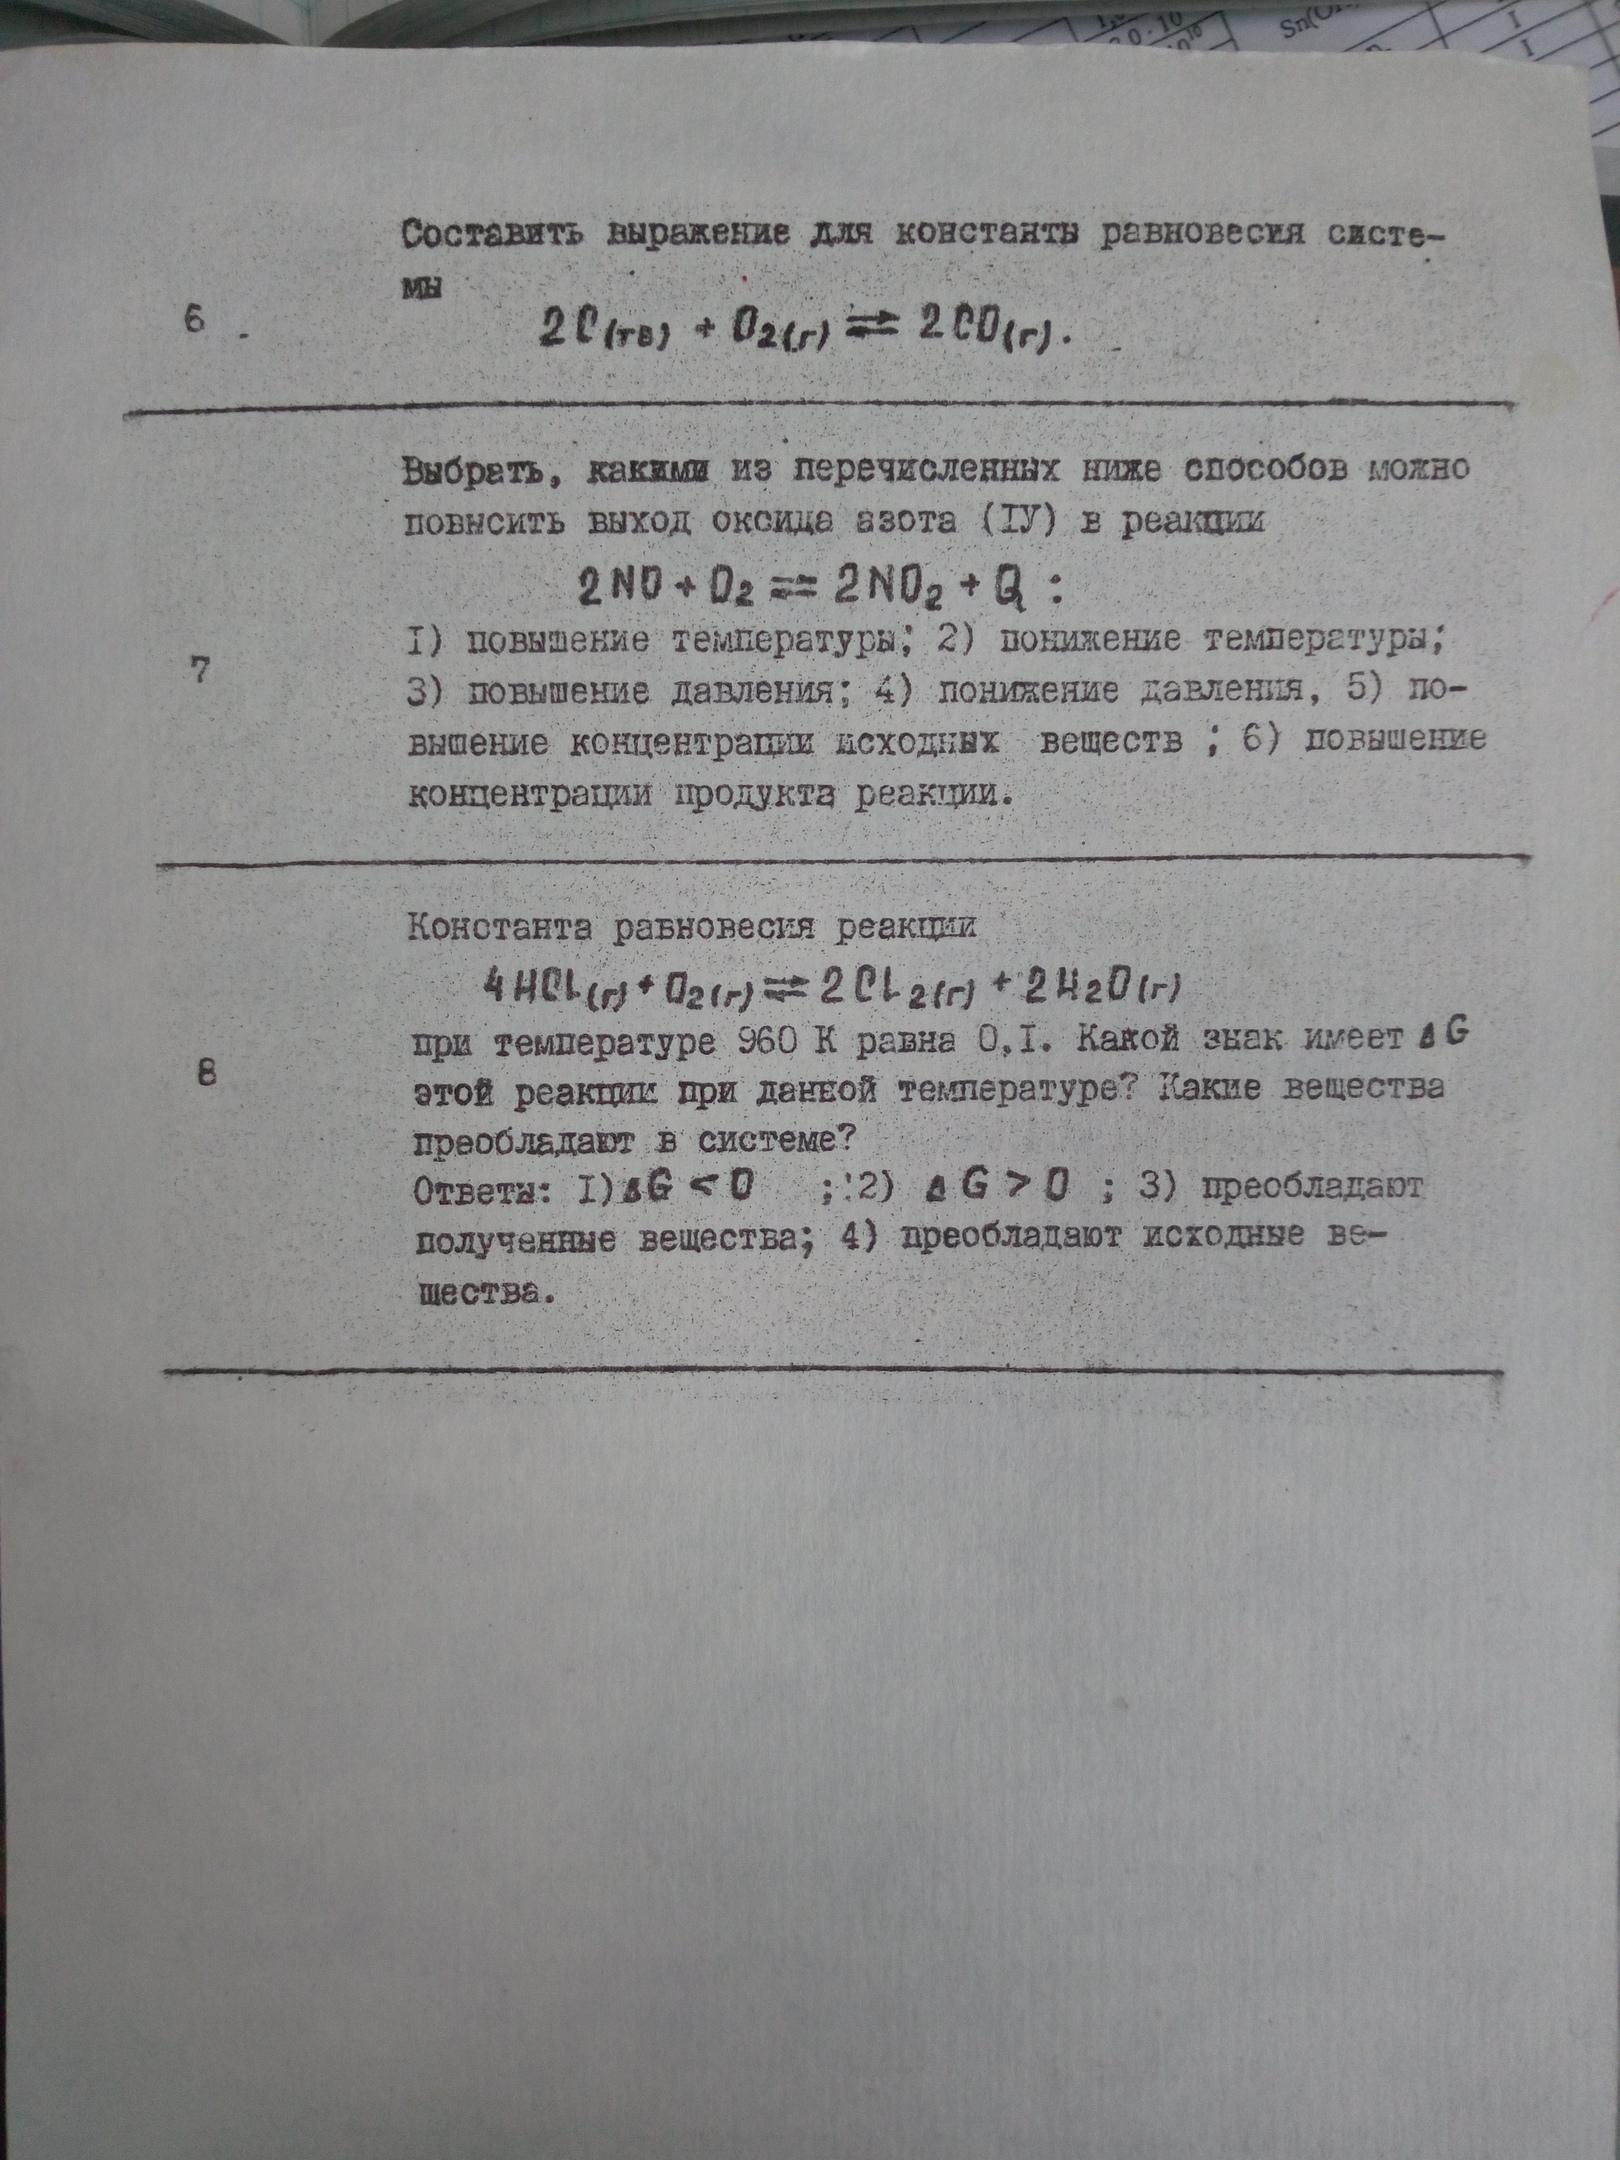 Sn(OH
Составить выражение для константы равновесия систе-
мы
6
2C(тв) + O₂(г) ⇌ 2CO(г).
Выбрать, какими из перечисленных ниже способов можно
повысить выход оксида азота (IУ) в реакции
2NO + O₂ ⇌ 2NO₂ + Q :
I) повышение температуры; 2) понижение температуры;
7
3) повышение давления; 4) понижение давления, 5) по-
вышение концентрации исходных веществ ; 6) повышение
концентрации продукта реакции.
Константа равновесия реакции
4HCl(г) + O₂(г) ⇌ 2Cl₂(г) + 2H₂O(г)
при температуре 960 К равна 0,I. Какой знак имеет ΔG
8
этой реакции при данной температуре? Какие вещества
преобладают в системе?
Ответы: I) ΔG < 0 ; 2) ΔG > 0 ; 3) преобладают
полученные вещества; 4) преобладают исходные ве-
щества.